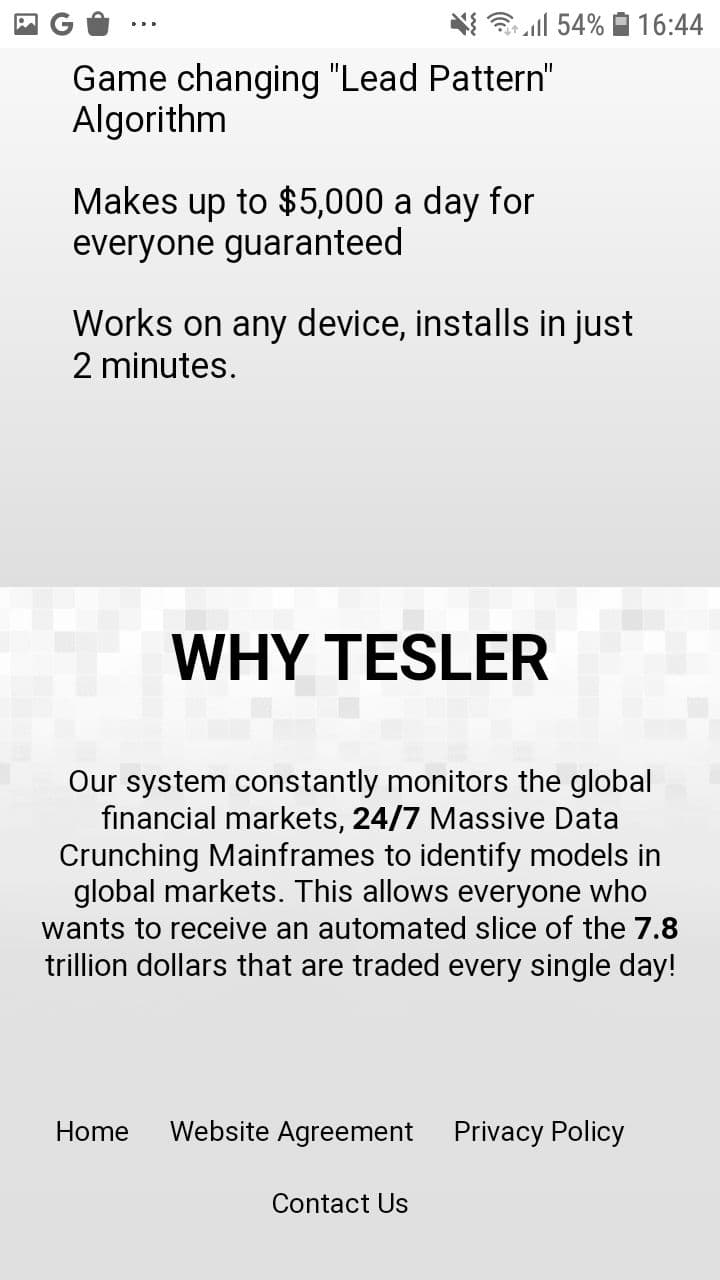 54% 16:44
Game changing "Lead Pattern"
Algorithm
Makes up to $5,000 a day for
everyone guaranteed
Works on any device, installs in just
2 minutes.
WHY TESLER
Our system constantly monitors the global
financial markets, 24/7 Massive Data
Crunching Mainframes to identify models in
global markets. This allows everyone who
wants to receive an automated slice of the 7.8
trillion dollars that are traded every single day!
Home Website Agreement Privacy Policy
Contact Us